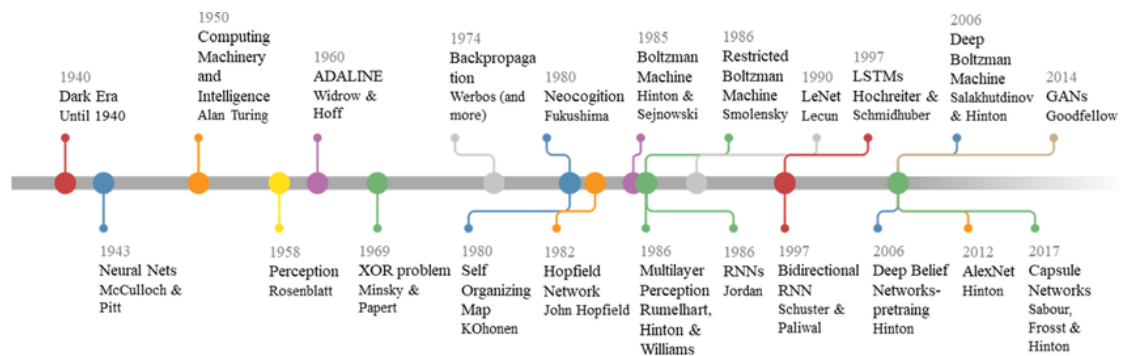 1940
Dark Era
Until 1940
1950
Computing
Machinery
and
Intelligence
Alan Turing
1960
ADALINE
Widrow &
Hoff
1974
Backpropaga
tion
Werbos (and
more)
1980
Neocogition
Fukushima
1985
Boltzman
Machine
Hinton &
Sejnowski
1986
Restricted
Boltzman
Machine
Smolensky
1990
LeNet
Lecun
1997
LSTMs
Hochreiter &
Schmidhuber
2006
Deep
Boltzman
Machine
Salakhutdinov
& Hinton
2014
GANs
Goodfellow
1943
Neural Nets
McCulloch &
Pitt
1958
Perception
Rosenblatt
1969
XOR problem
Minsky &
Papert
1980
Self
Organizing
Map
KOhonen
1982
Hopfield
Network
John Hopfield
1986
Multilayer
Perception
Rumelhart,
Hinton &
Williams
1986
RNNs
Jordan
1997
Bidirectional
RNN
Schuster &
Paliwal
2006
Deep Belief
Networks-
pretraing
Hinton
2012
AlexNet
Hinton
2017
Capsule
Networks
Sabour,
Frosst &
Hinton